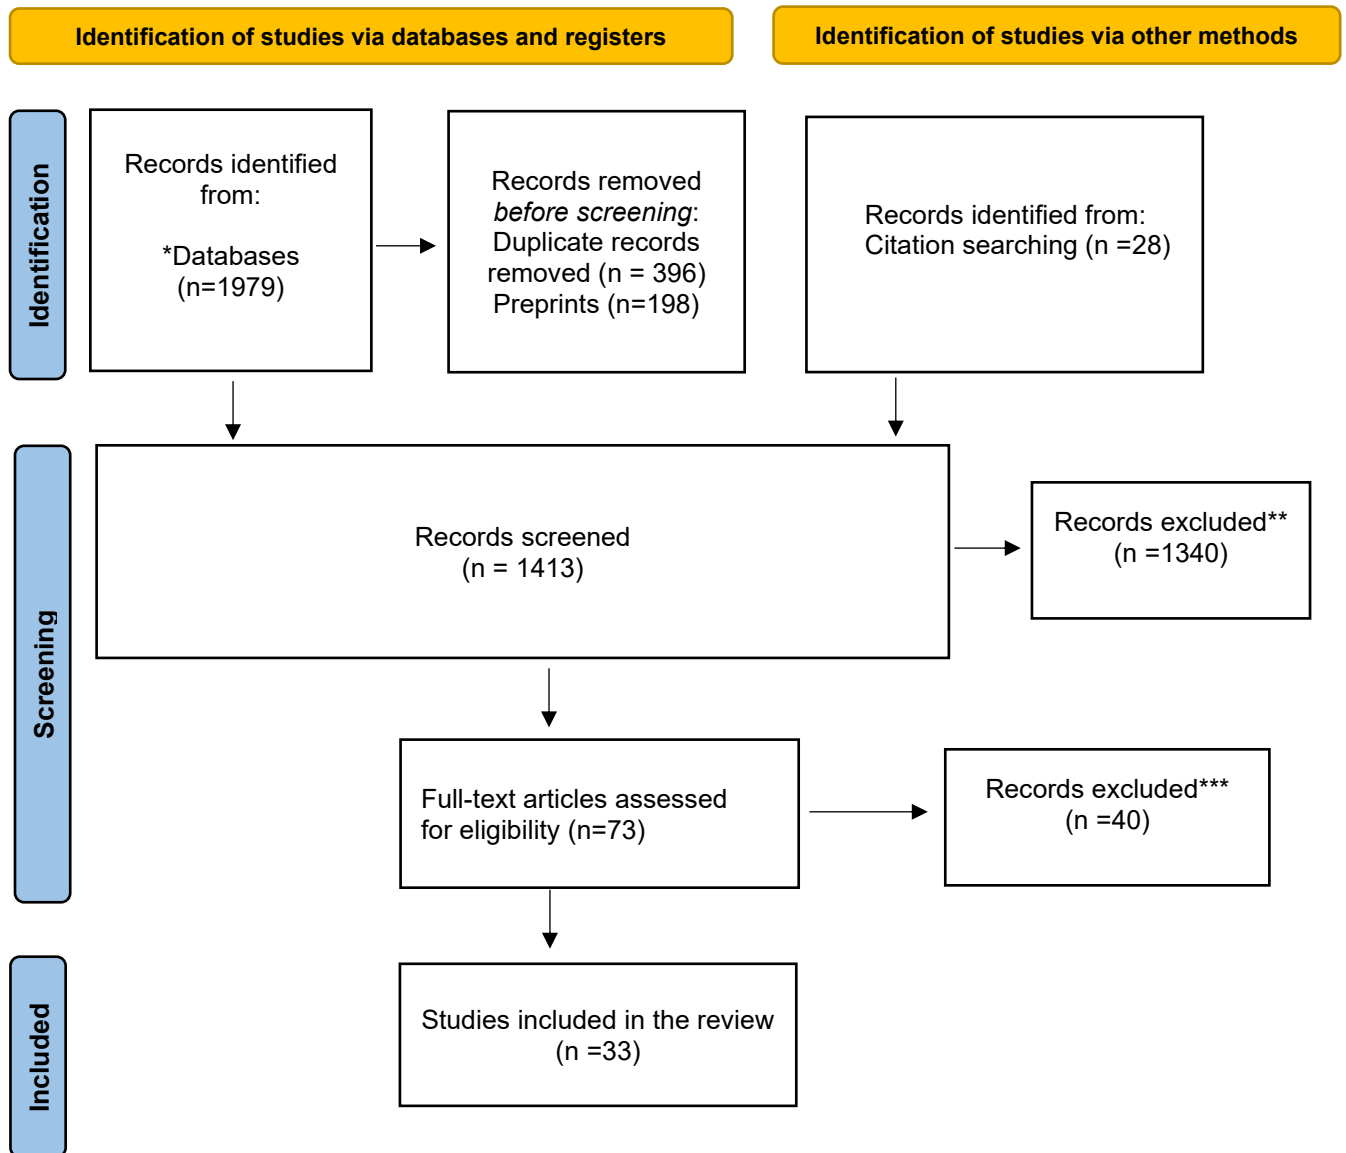 Identification of studies via databases and registers
Identification of studies via other methods
Identification
Records identified
from:
*Databases
(n=1979)
Records removed
before screening:
Duplicate records
removed (n = 396)
Preprints (n=198)
Records identified from:
Citation searching (n =28)
Screening
Records screened
(n = 1413)
Records excluded**
(n =1340)
Full-text articles assessed
for eligibility (n=73)
Records excluded***
(n =40)
Included
Studies included in the review
(n =33)